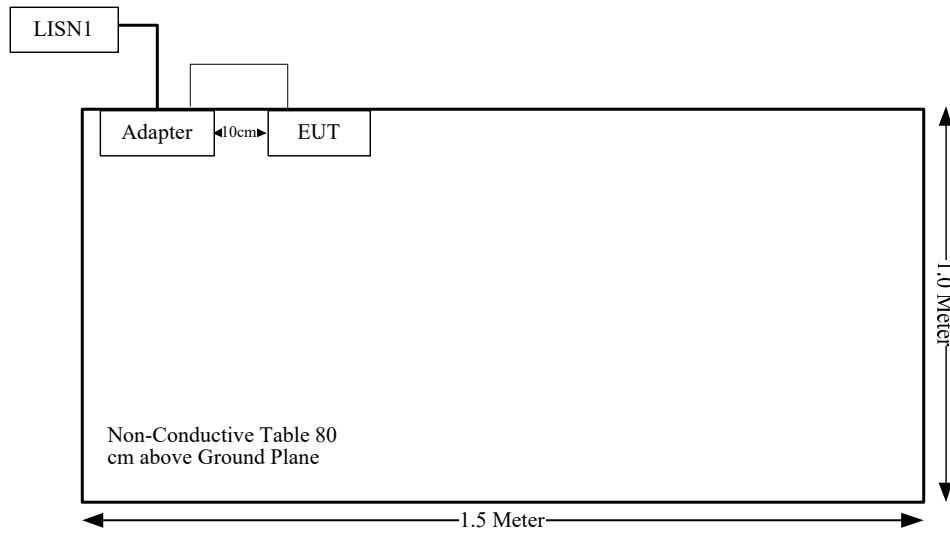 LISN1
Adapter
10cm
EUT
1.0 Meter
Non-Conductive Table 80
cm above Ground Plane
1.5 Meter